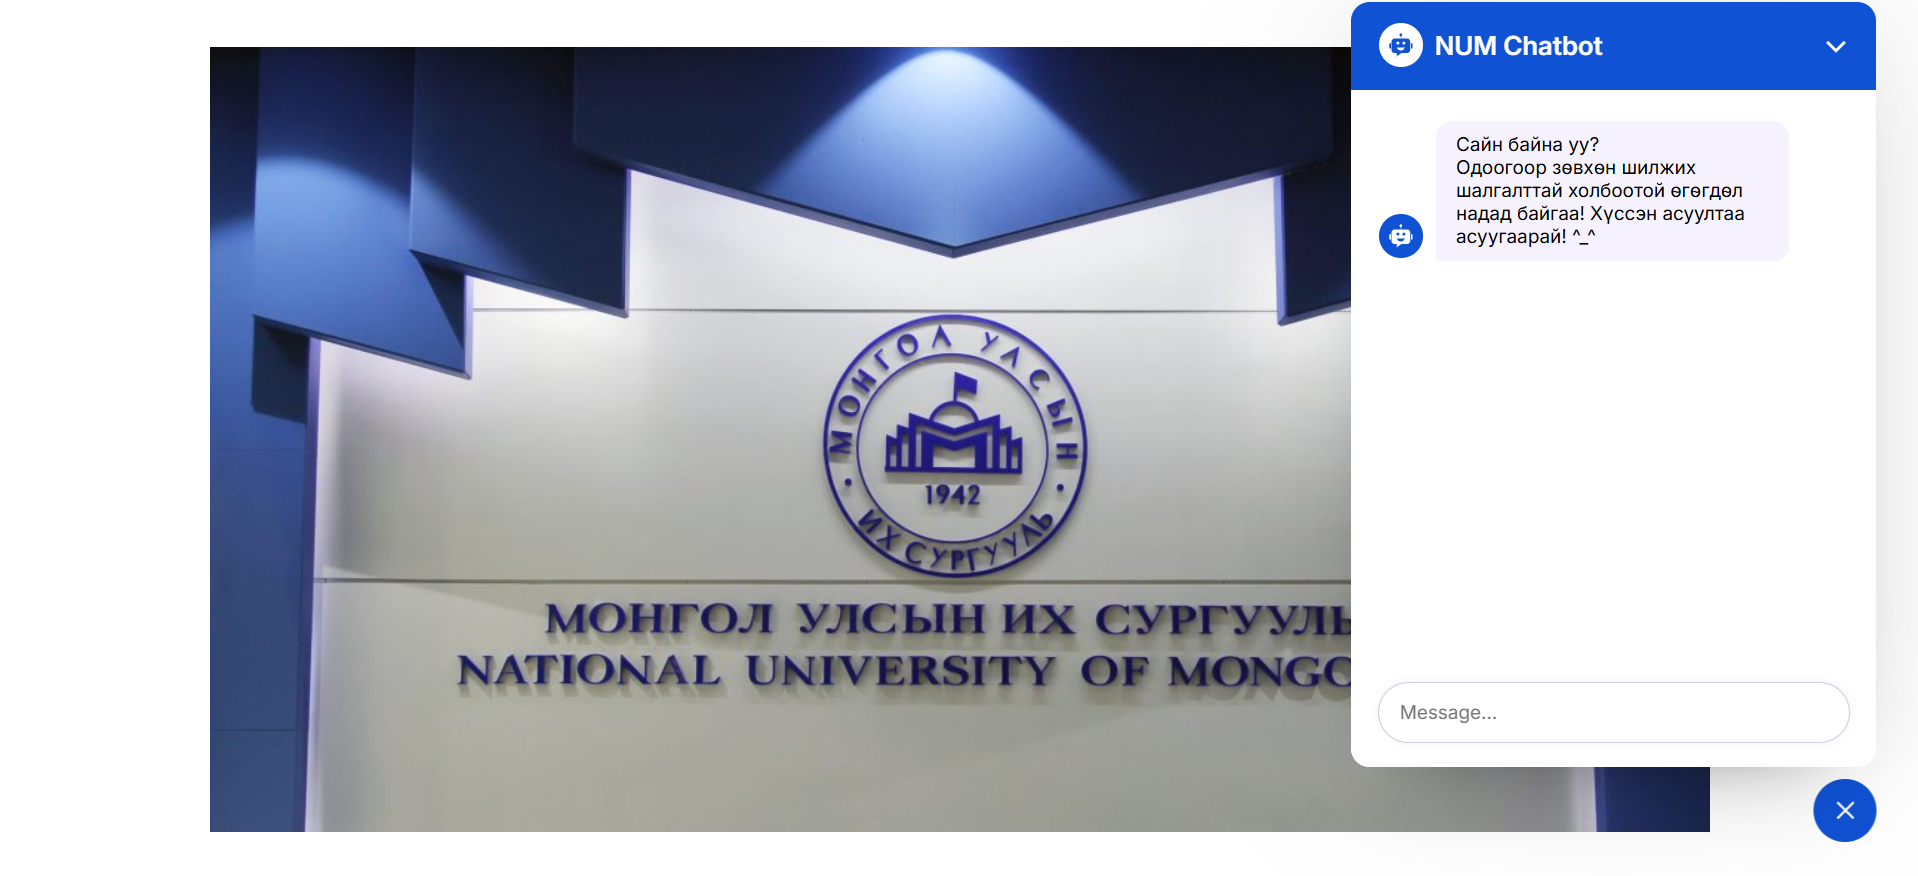 МОНГОЛ УЛСЫН
ИХ СУРГУУЛЬ
1942
МОНГОЛ УЛСЫН ИХ СУРГУУЛЬ
NATIONAL UNIVERSITY OF MONGO
NUM Chatbot
Сайн байна уу?
Одоогоор зөвхөн шилжих
шалгалттай холбоотой өгөгдөл
надад байгаа! Хүссэн асуултаа
асуугаарай! ^_^
Message...